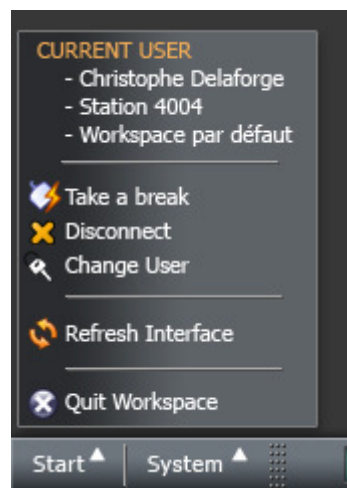 CURRENT USER
- Christophe Delaforge
- Station 4004
- Workspace par défaut
Take a break
Disconnect
Change User
Refresh Interface
Quit Workspace
Start System